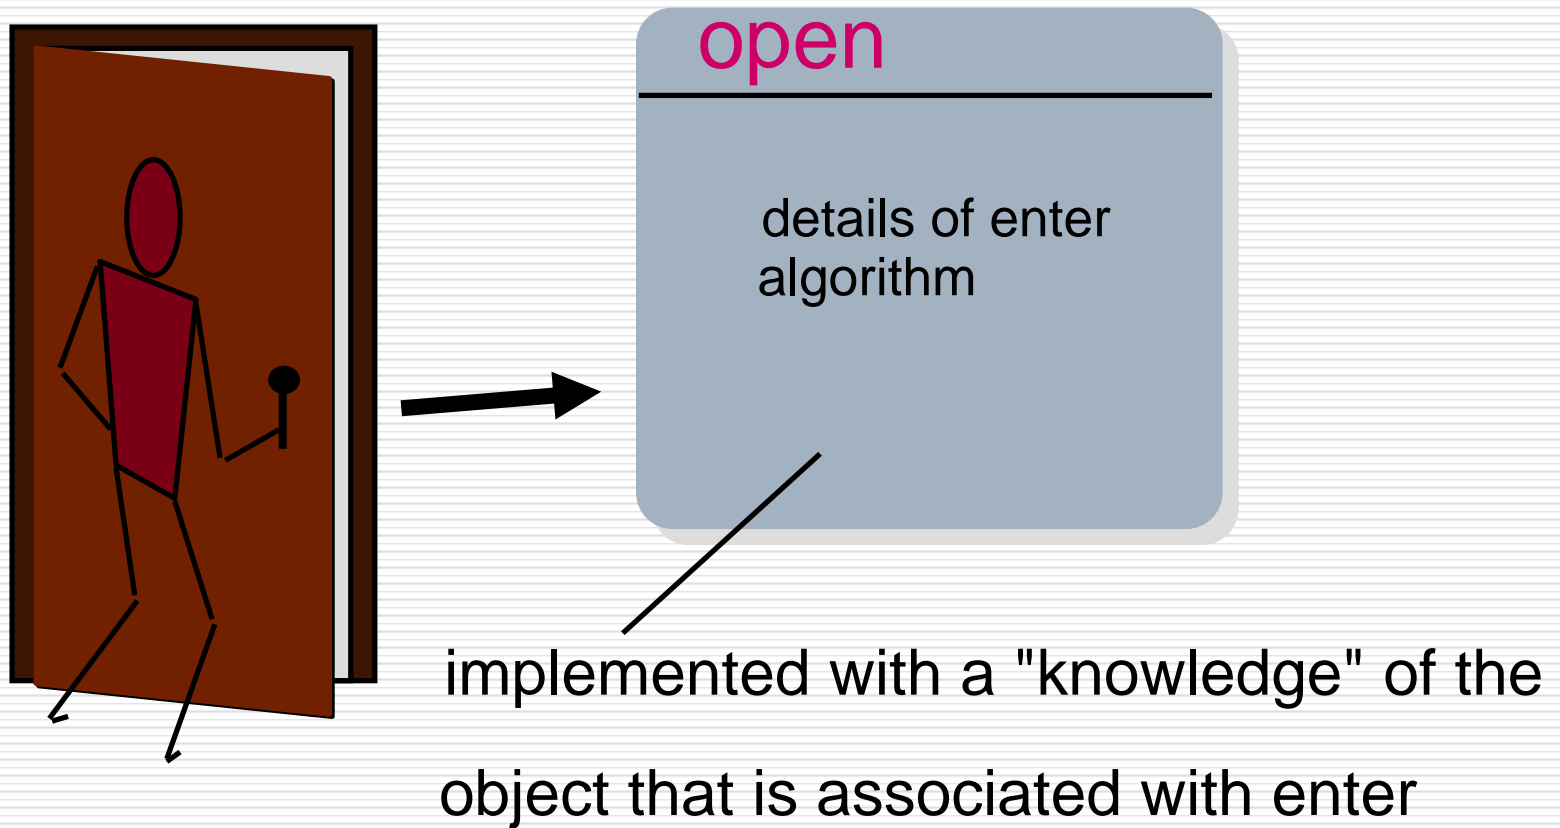 open
details of enter
algorithm
implemented with a "knowledge" of the
object that is associated with enter